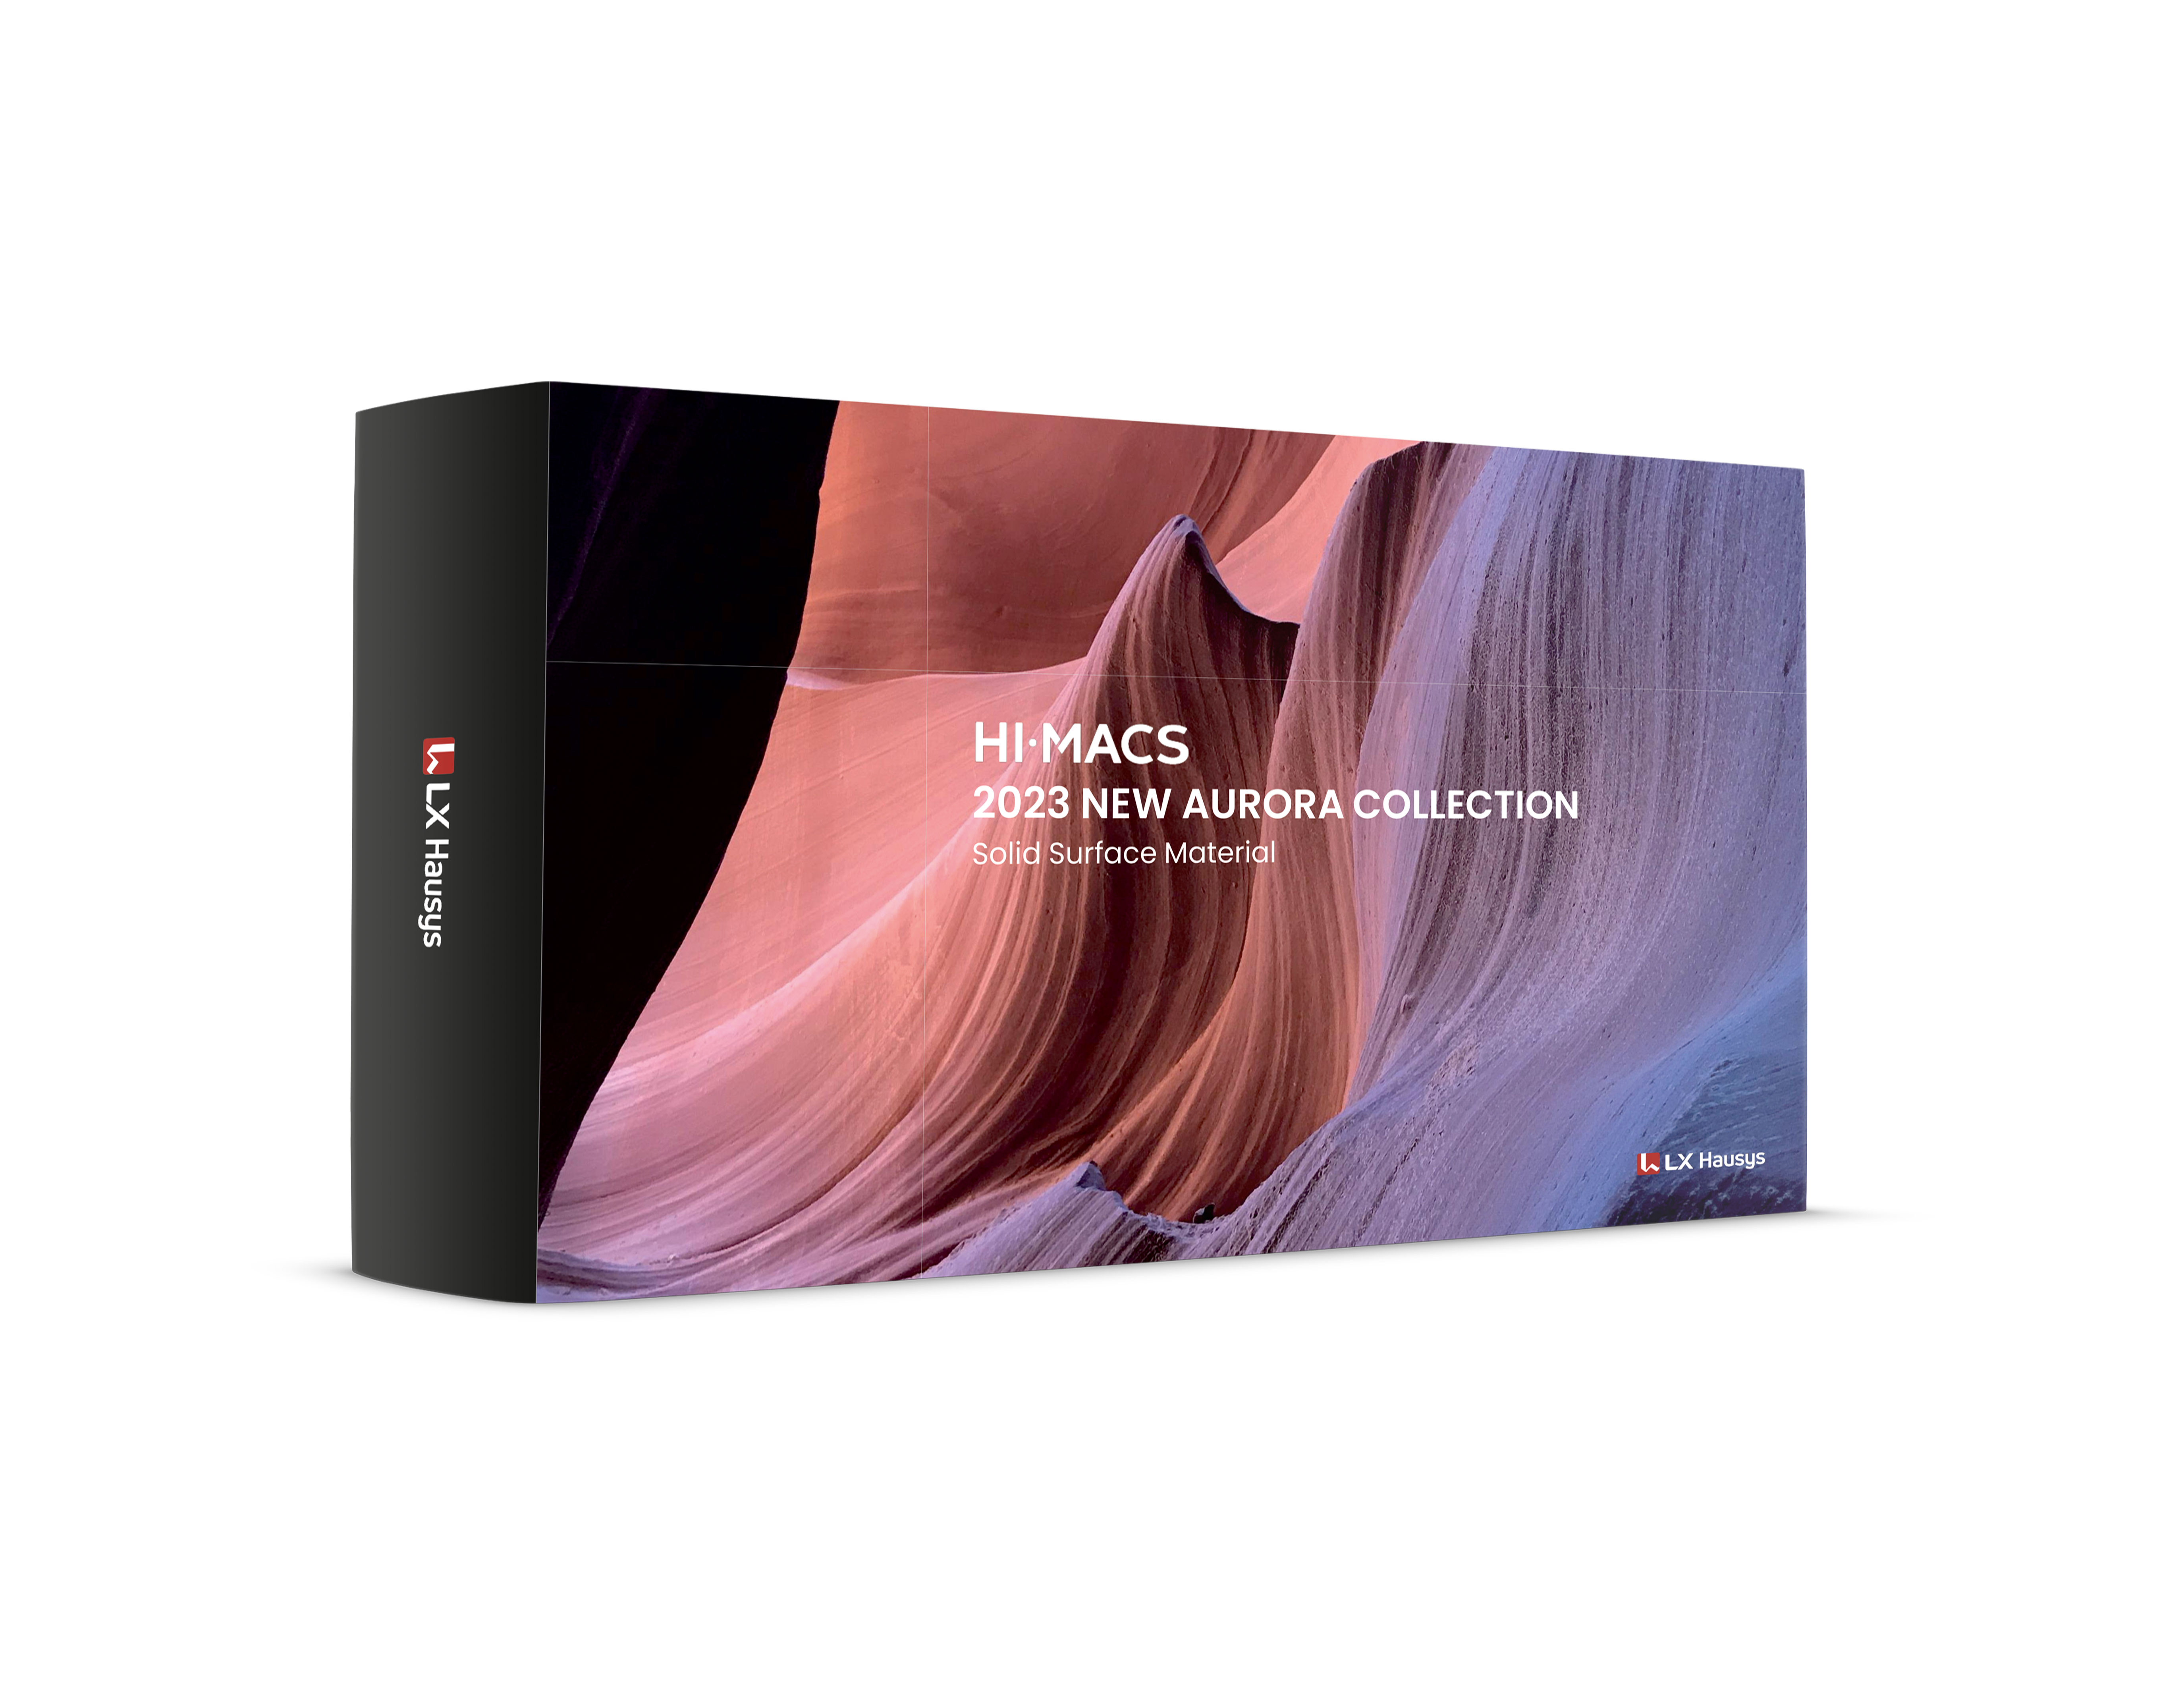 LX Hausys
HI·MACS
2023 NEW AURORA COLLECTION
Solid Surface Material
LX Hausys